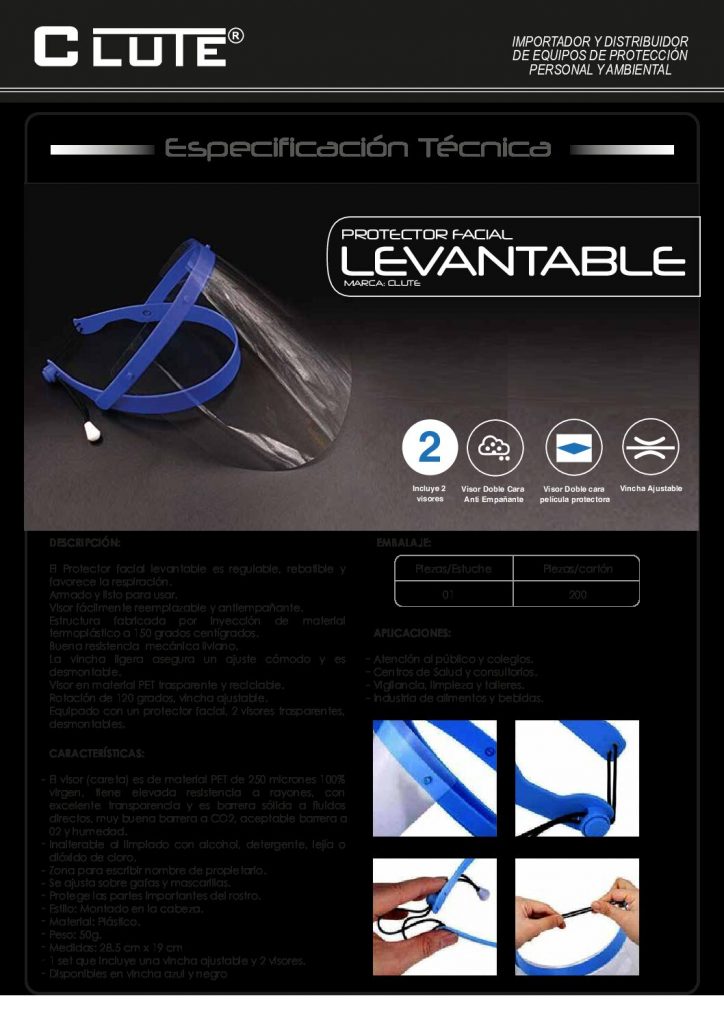 CLUTE®
IMPORTADOR Y DISTRIBUIDOR
DE EQUIPOS DE PROTECCIÓN
PERSONAL Y AMBIENTAL
Especificación Técnica
PROTECTOR FACIAL
LEVANTABLE
MARCA: CLUTE
2
Incluye 2
visores
Visor Doble Cara
Anti Empañante
Visor Doble cara
película protectora
Vincha Ajustable
DESCRIPCIÓN:
El Protector facial levantable es regulable, rebatible y
favorece la respiración.
Armado y listo para usar.
Visor fácilmente reemplazable y antiempañante.
Estructura fabricada por inyección de material
termoplástico a 150 grados centígrados.
Buena resistencia mecánica liviano.
La vincha ligera asegura un ajuste cómodo y es
desmontable.
Visor en material PET trasparente y reciclable.
Rotación de 120 grados, vincha ajustable.
Equipado con un protector facial, 2 visores trasparentes,
desmontables.
CARACTERÍSTICAS:
- El visor (careta) es de material PET de 250 micrones 100%
virgen, tiene elevada resistencia a rayones, con
excelente transparencia y es barrera sólida a fluidos
directos, muy buena barrera a CO2, aceptable barrera a
02 y humedad.
- Inalterable al limpiado con alcohol, detergente, lejía o
dióxido de cloro.
- Zona para escribir nombre de propietario.
- Se ajusta sobre gafas y mascarillas.
- Protege las partes importantes del rostro.
- Estilo: Montado en la cabeza.
- Material: Plástico.
- Peso: 50g.
- Medidas: 28.5 cm x 19 cm
- 1 set que incluye una vincha ajustable y 2 visores.
- Disponibles en vincha azul y negro
EMBALAJE:
Piezas/Estuche Piezas/cartón
01 200
APLICACIONES:
- Atención al público y colegios.
- Centros de Salud y consultorios.
- Vigilancia, limpieza y talleres.
- Industria de alimentos y bebidas.